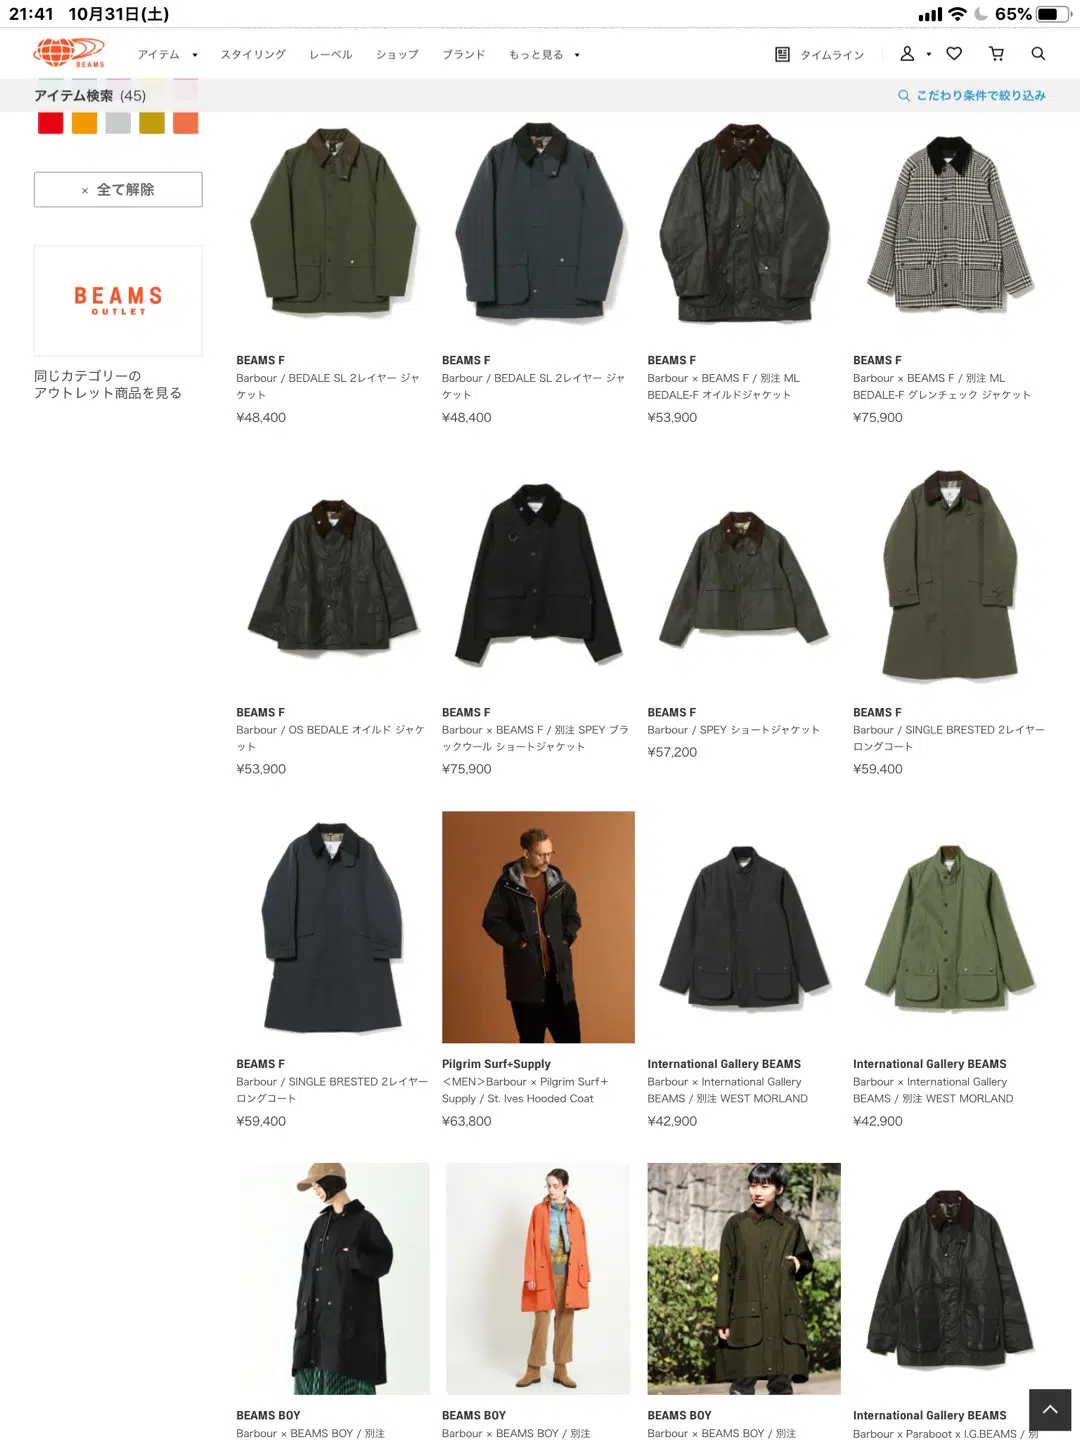 21:41 10月31日(土)
65%
BEAMS
アイテム
スタイリング
レーベル
ショップ
ブランド
もっと見る
タイムライン
アイテム検索 (45)
こだわり条件で絞り込み
× 全て解除
BEAMS
OUTLET
同じカテゴリーの
アウトレット商品を見る
BEAMS F
Barbour / BEDALE SL 2レイヤー ジャ
ケット
¥48,400
BEAMS F
Barbour / BEDALE SL 2レイヤー ジャ
ケット
¥48,400
BEAMS F
Barbour × BEAMS F / 別注 ML
BEDALE-F オイルドジャケット
¥53,900
BEAMS F
Barbour × BEAMS F / 別注 ML
BEDALE-F グレンチェック ジャケット
¥75,900
BEAMS F
Barbour / OS BEDALE オイルド ジャケ
ット
¥53,900
BEAMS F
Barbour × BEAMS F / 別注 SPEY ブラ
ックウール ショートジャケット
¥75,900
BEAMS F
Barbour / SPEY ショートジャケット
¥57,200
BEAMS F
Barbour / SINGLE BRESTED 2レイヤー
ロングコート
¥59,400
BEAMS F
Barbour / SINGLE BRESTED 2レイヤー
ロングコート
¥59,400
Pilgrim Surf+Supply
＜MEN＞Barbour × Pilgrim Surf＋
Supply / St. Ives Hooded Coat
¥63,800
International Gallery BEAMS
Barbour × International Gallery
BEAMS / 別注 WEST MORLAND
¥42,900
International Gallery BEAMS
Barbour × International Gallery
BEAMS / 別注 WEST MORLAND
¥42,900
BEAMS BOY
Barbour × BEAMS BOY / 別注
BEAMS BOY
Barbour × BEAMS BOY / 別注
BEAMS BOY
Barbour × BEAMS BOY / 別注
International Gallery BEAMS
Barbour x Paraboot x I.G.BEAMS / 別